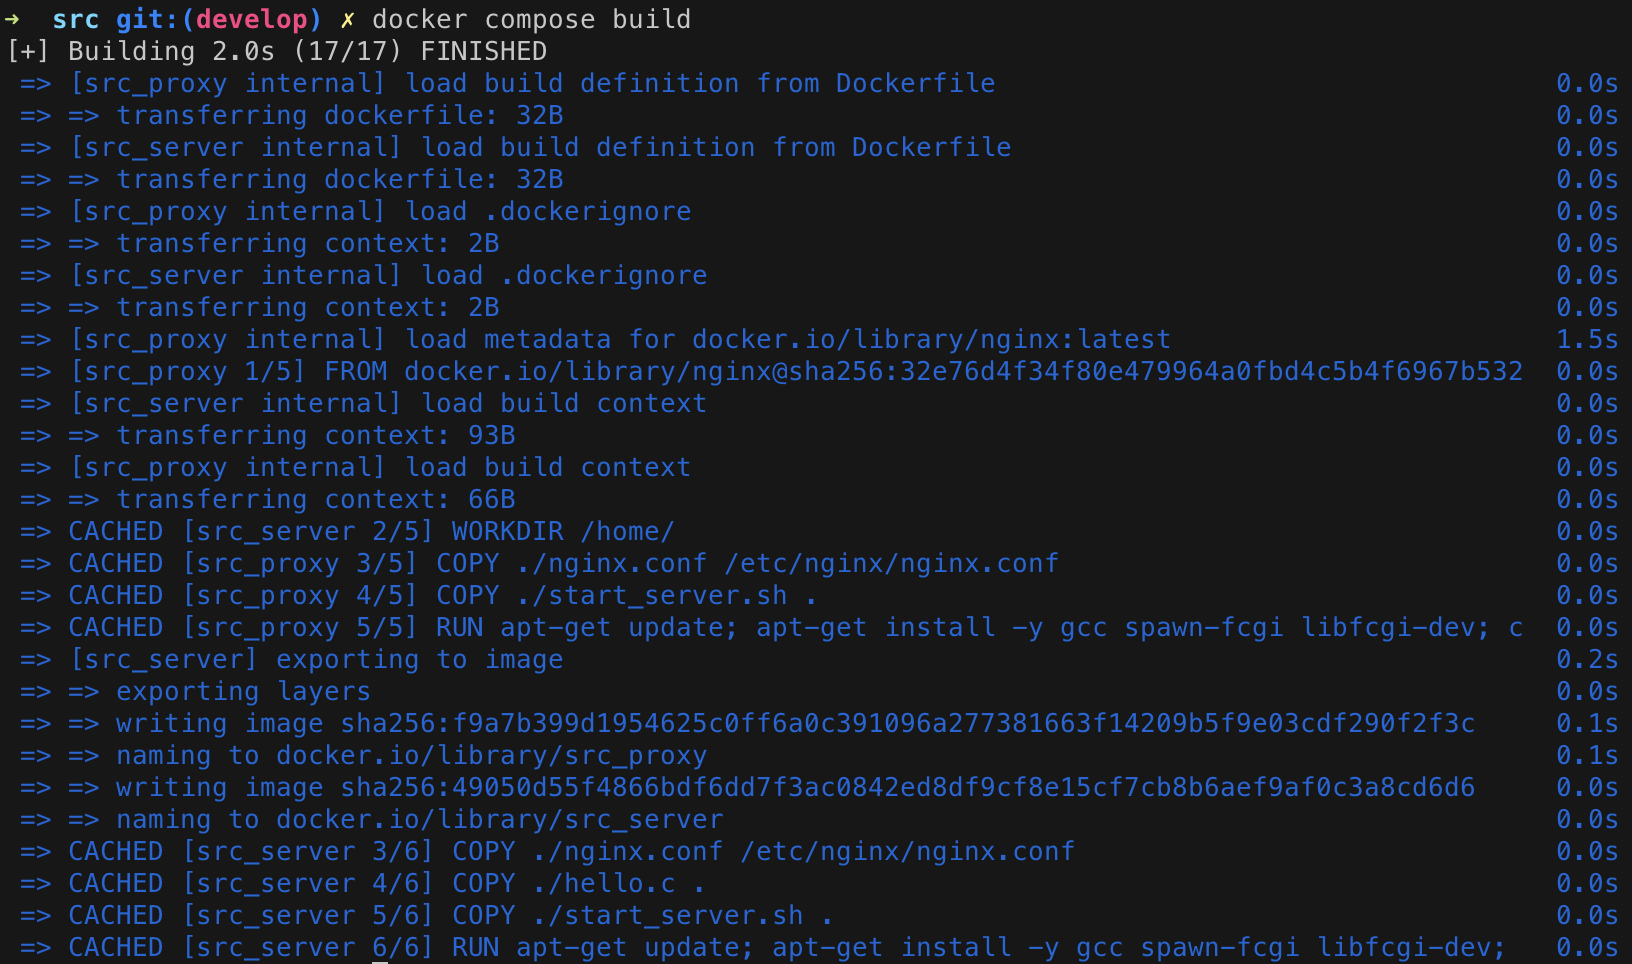 ➜  src git:(develop) ✗ docker compose build
[+] Building 2.0s (17/17) FINISHED
=> [src_proxy internal] load build definition from Dockerfile 0.0s
=> => transferring dockerfile: 32B 0.0s
=> [src_server internal] load build definition from Dockerfile 0.0s
=> => transferring dockerfile: 32B 0.0s
=> [src_proxy internal] load .dockerignore 0.0s
=> => transferring context: 2B 0.0s
=> [src_server internal] load .dockerignore 0.0s
=> => transferring context: 2B 0.0s
=> [src_proxy internal] load metadata for docker.io/library/nginx:latest 1.5s
=> [src_proxy 1/5] FROM docker.io/library/nginx@sha256:32e76d4f34f80e479964a0fbd4c5b4f6967b532 0.0s
=> [src_server internal] load build context 0.0s
=> => transferring context: 93B 0.0s
=> [src_proxy internal] load build context 0.0s
=> => transferring context: 66B 0.0s
=> CACHED [src_server 2/5] WORKDIR /home/ 0.0s
=> CACHED [src_proxy 3/5] COPY ./nginx.conf /etc/nginx/nginx.conf 0.0s
=> CACHED [src_proxy 4/5] COPY ./start_server.sh . 0.0s
=> CACHED [src_proxy 5/5] RUN apt-get update; apt-get install -y gcc spawn-fcgi libfcgi-dev; c 0.0s
=> [src_server] exporting to image 0.2s
=> => exporting layers 0.0s
=> => writing image sha256:f9a7b399d1954625c0ff6a0c391096a277381663f14209b5f9e03cdf290f2f3c 0.1s
=> => naming to docker.io/library/src_proxy 0.1s
=> => writing image sha256:49050d55f4866bdf6dd7f3ac0842ed8df9cf8e15cf7cb8b6aef9af0c3a8cd6d6 0.0s
=> => naming to docker.io/library/src_server 0.0s
=> CACHED [src_server 3/6] COPY ./nginx.conf /etc/nginx/nginx.conf 0.0s
=> CACHED [src_server 4/6] COPY ./hello.c . 0.0s
=> CACHED [src_server 5/6] COPY ./start_server.sh . 0.0s
=> CACHED [src_server 6/6] RUN apt-get update; apt-get install -y gcc spawn-fcgi libfcgi-dev; 0.0s